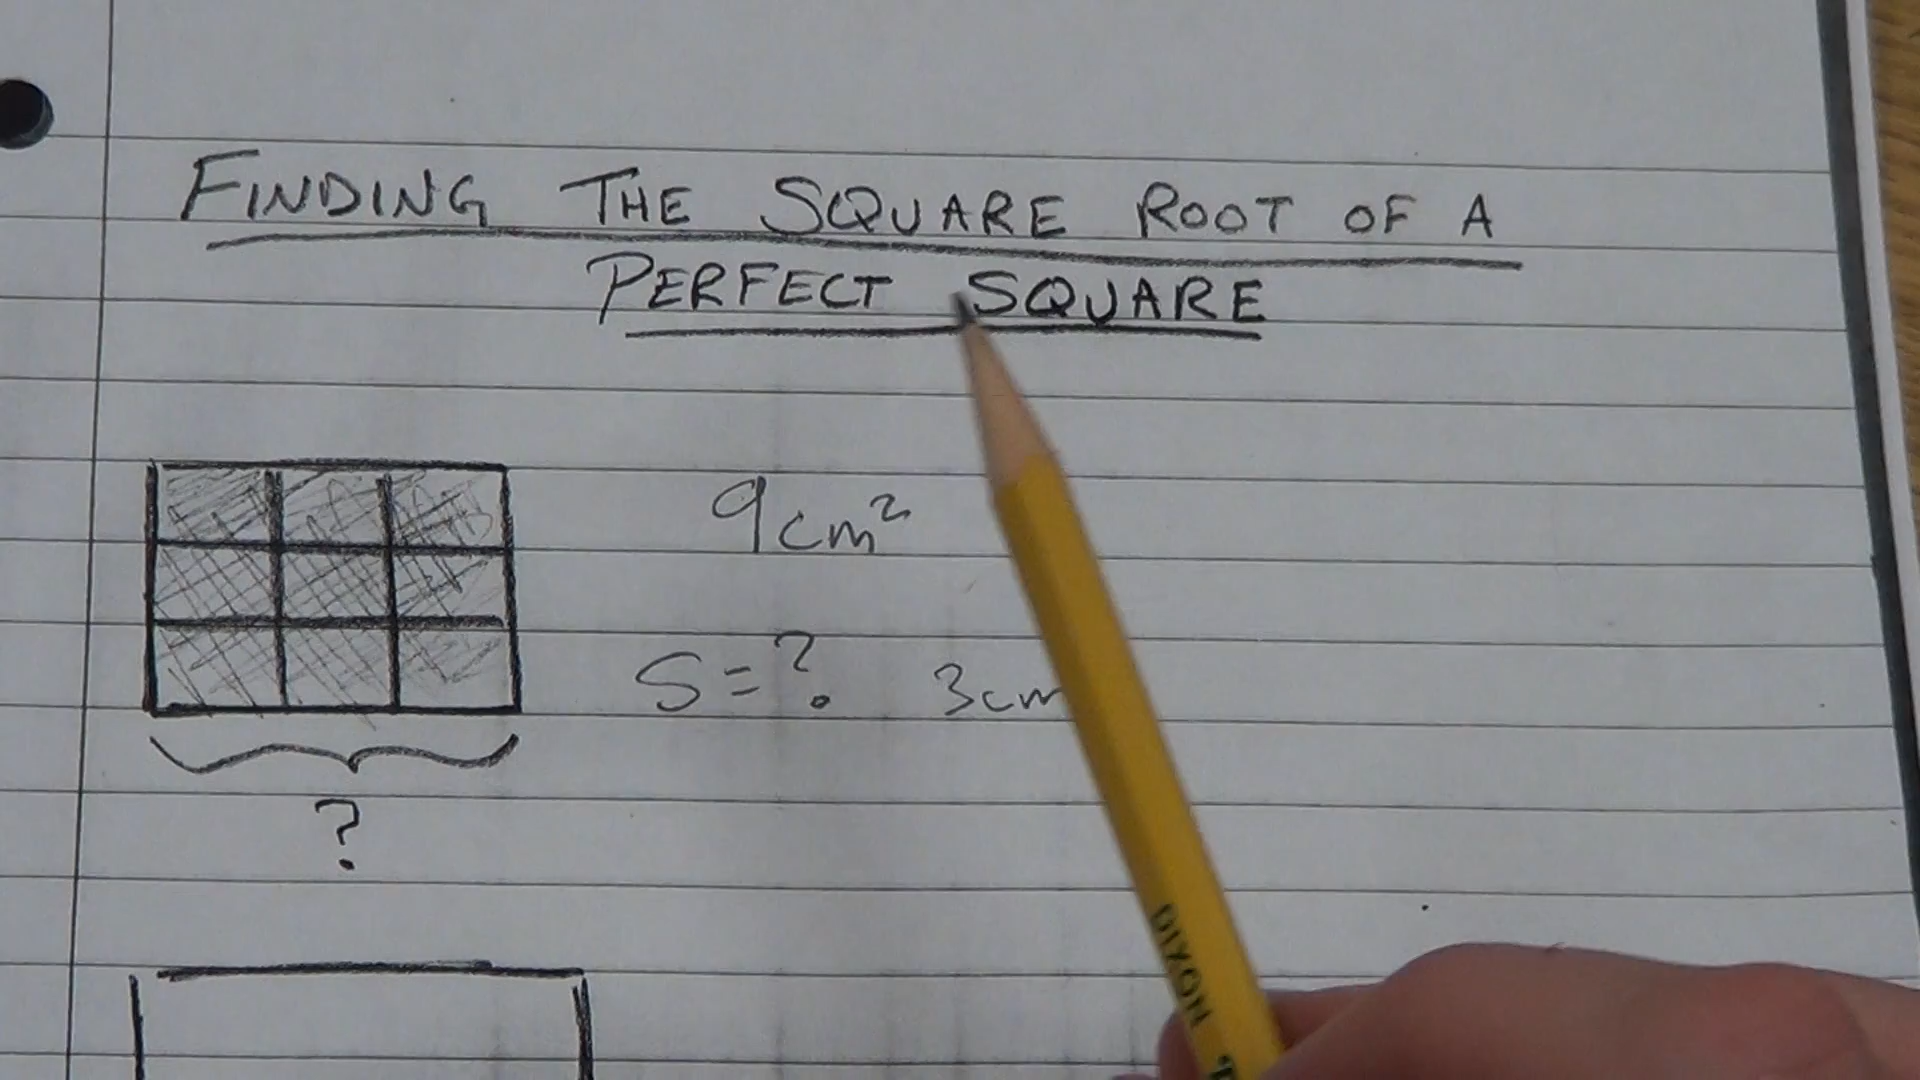 FINDING THE SQUARE ROOT OF A
PERFECT SQUARE
9cm²
S=? 3cm
?
DIXON